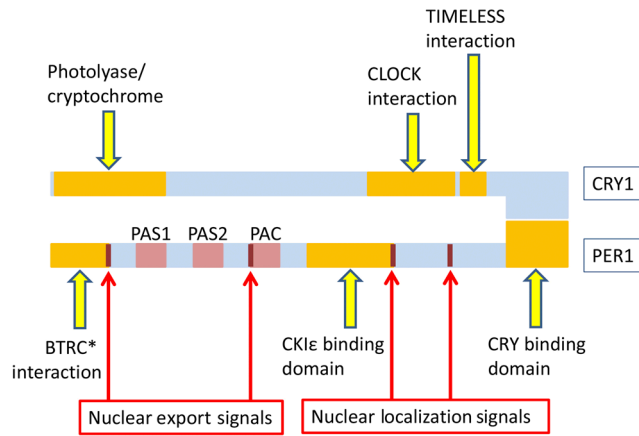 TIMELESS
interaction
Photolyase/
cryptochrome
CLOCK
interaction
CRY1
PAS1 PAS2 PAC
PER1
BTRC*
interaction
CKIε binding
domain
CRY binding
domain
Nuclear export signals
Nuclear localization signals